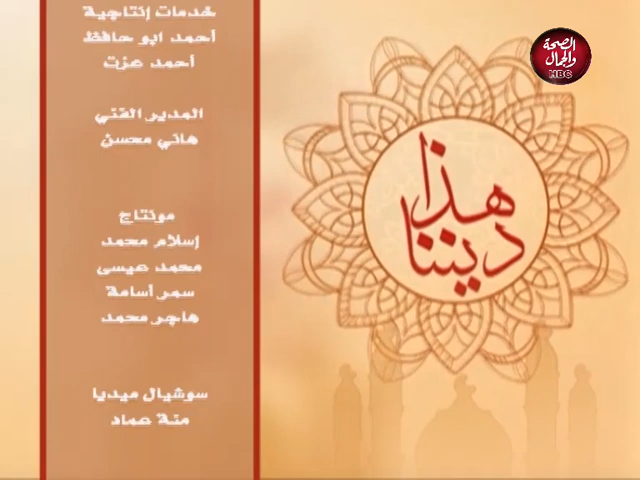 خدمات إنتاجية
أحمد ابو حافظ
أحمد عزت
المدير الفني
هاني محسن
مونتاج
إسلام محمد
محمد عيسى
سمر أسامة
هاجر محمد
سوشيال ميديا
منة عماد
هذا
ديننا
الصحة
والجمال
HBC